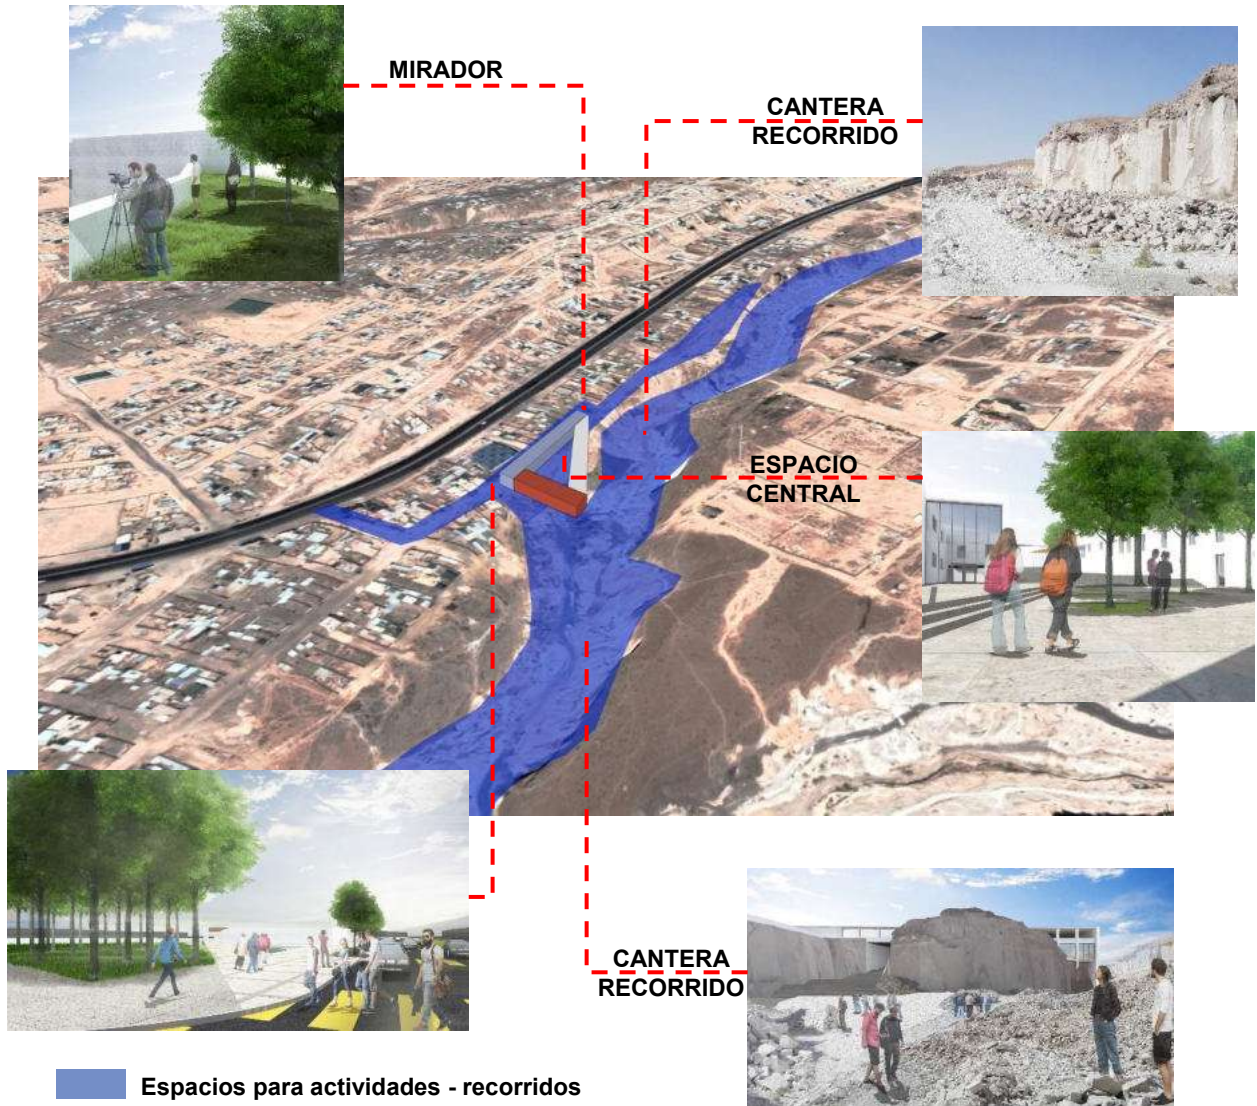 MIRADOR
CANTERA
RECORRIDO
ESPACIO
CENTRAL
CANTERA
RECORRIDO
Espacios para actividades - recorridos